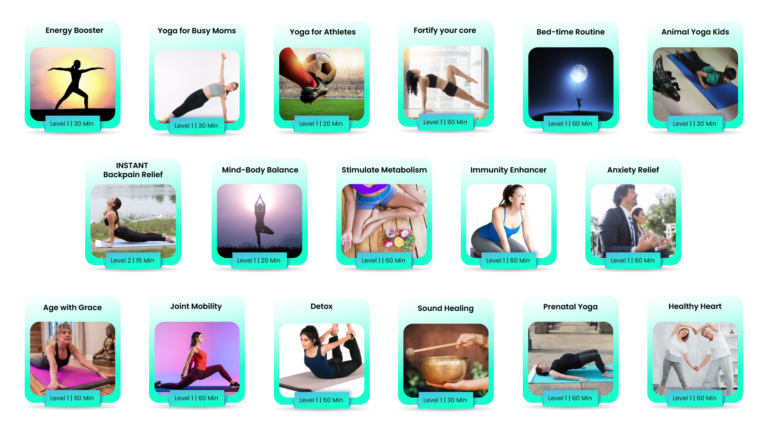 Energy Booster
Level 1 | 30 Min
Yoga for Busy Moms
Level 1 | 30 Min
Yoga for Athletes
Level 1 | 20 Min
Fortify your core
Level 1 | 60 Min
Bed-time Routine
Level 1 | 60 Min
Animal Yoga Kids
Level 1 | 30 Min
INSTANT
Backpain Relief
Level 2 | 15 Min
Mind-Body Balance
Level 1 | 20 Min
Stimulate Metabolism
Level 1 | 60 Min
Immunity Enhancer
Level 1 | 60 Min
Anxiety Relief
Level 1 | 60 Min
Age with Grace
Level 1 | 60 Min
Joint Mobility
Level 1 | 60 Min
Detox
Level 1 | 60 Min
Sound Healing
Level 1 | 30 Min
Prenatal Yoga
Level 1 | 60 Min
Healthy Heart
Level 1 | 60 Min